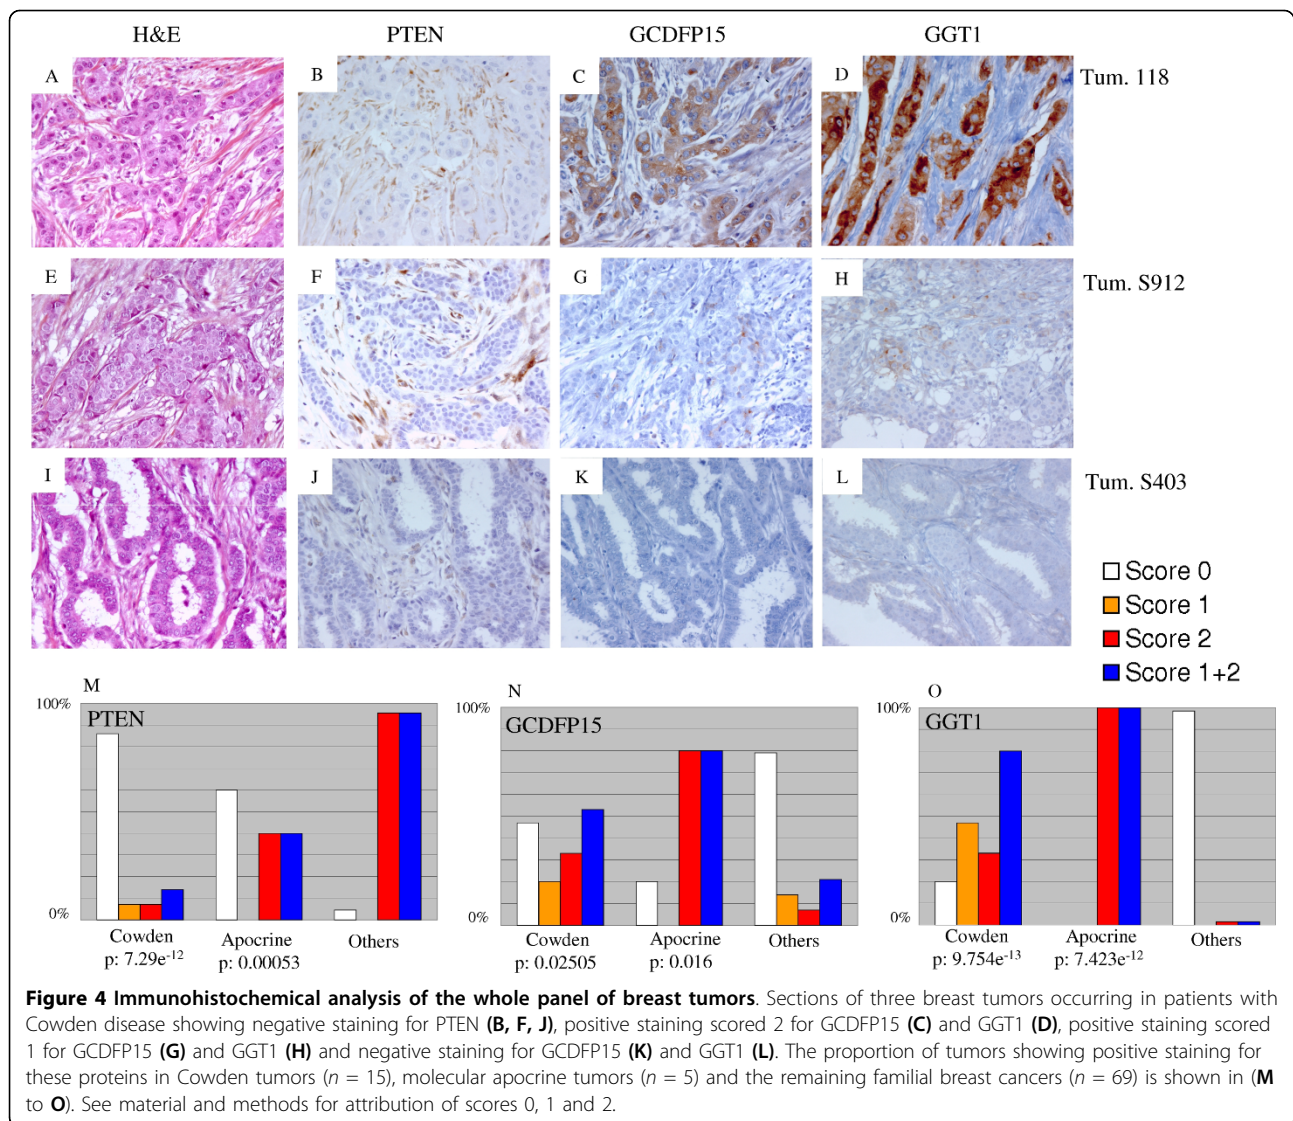 H&E PTEN GCDFP15 GGT1
A B C D Tum. 118
E F G H Tum. S912
I J K L Tum. S403
Score 0
Score 1
Score 2
Score 1+2
M
100%
PTEN
0%
Cowden Apocrine Others
p: 7.29e-12 p: 0.00053
N
100%
GCDFP15
0%
Cowden Apocrine Others
p: 0.02505 p: 0.016
O
100%
GGT1
0%
Cowden Apocrine Others
p: 9.754e-13 p: 7.423e-12
Figure 4 Immunohistochemical analysis of the whole panel of breast tumors. Sections of three breast tumors occurring in patients with
Cowden disease showing negative staining for PTEN (B, F, J), positive staining scored 2 for GCDFP15 (C) and GGT1 (D), positive staining scored
1 for GCDFP15 (G) and GGT1 (H) and negative staining for GCDFP15 (K) and GGT1 (L). The proportion of tumors showing positive staining for
these proteins in Cowden tumors (n = 15), molecular apocrine tumors (n = 5) and the remaining familial breast cancers (n = 69) is shown in (M
to O). See material and methods for attribution of scores 0, 1 and 2.